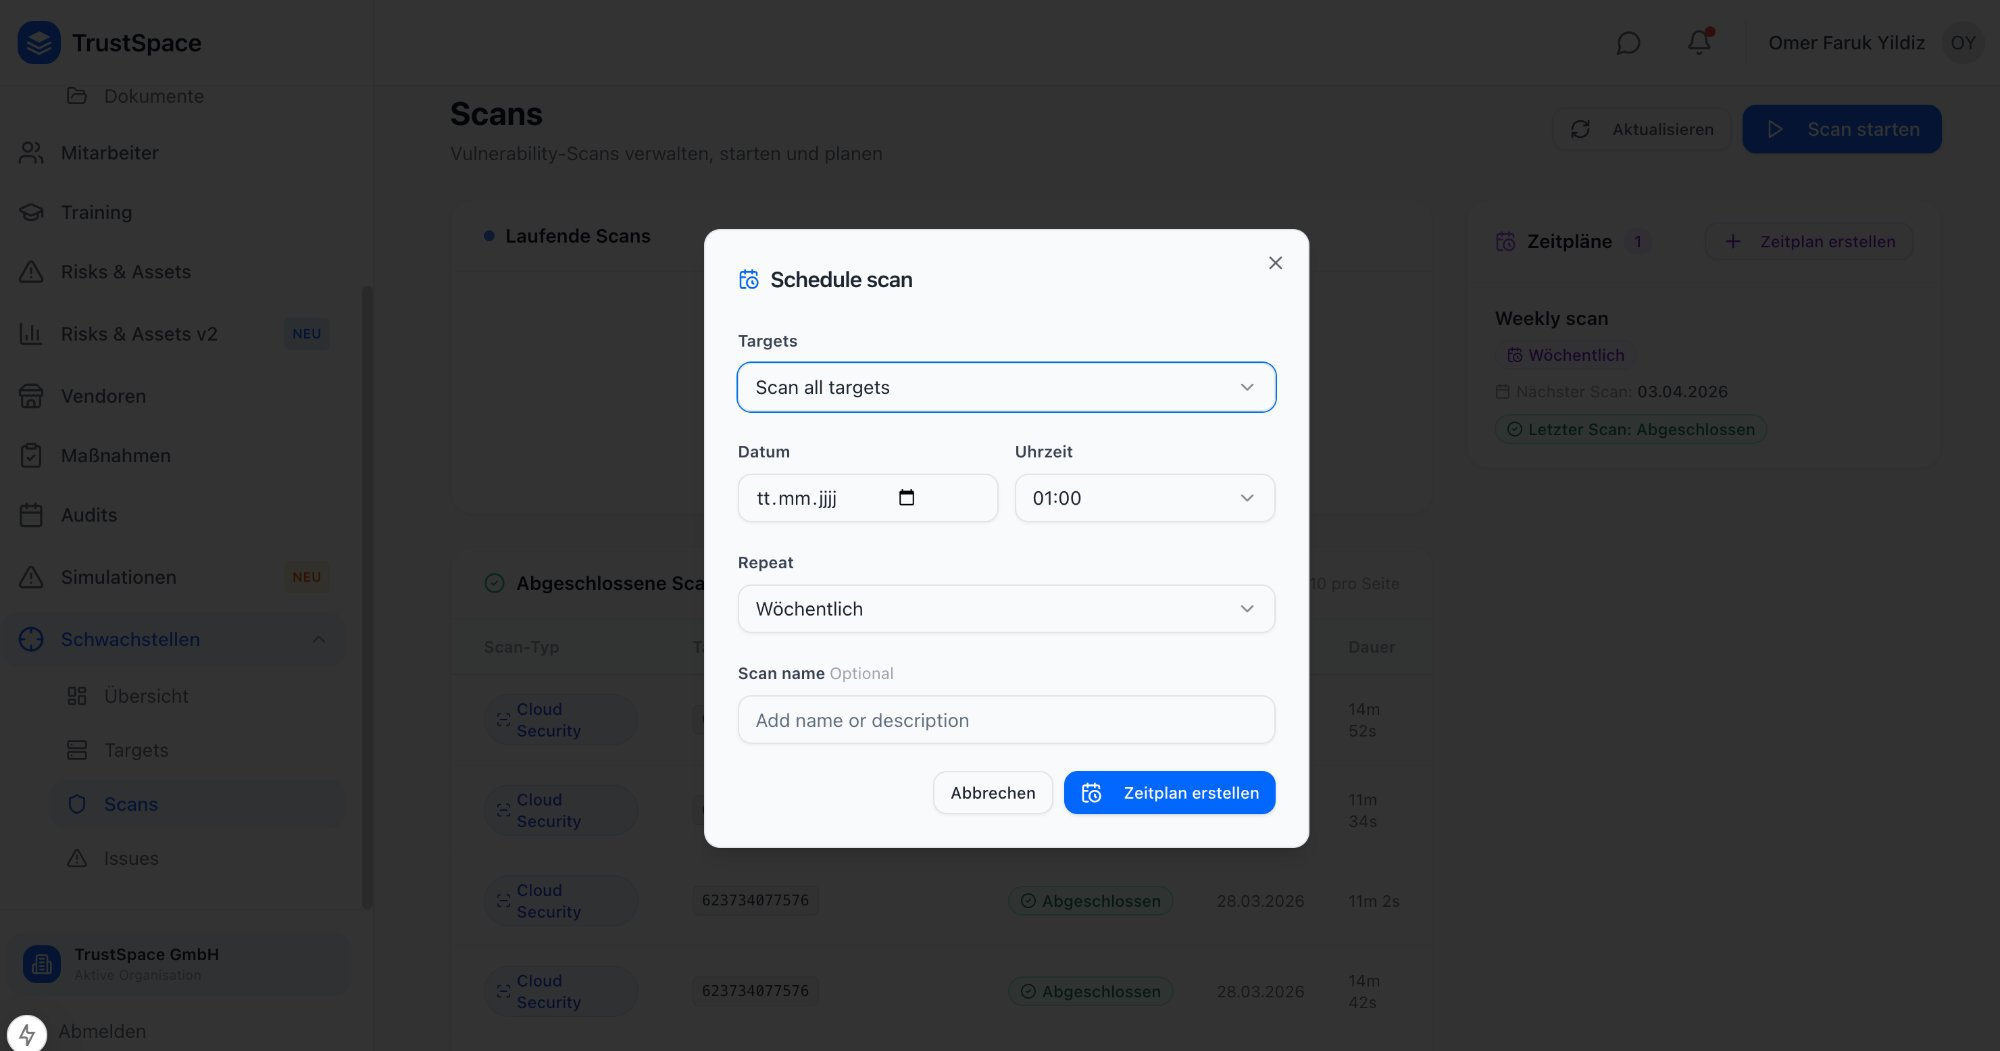 TrustSpace
Omer Faruk Yildiz
OY
Dokumente
Mitarbeiter
Training
Risks & Assets
Risks & Assets v2
NEU
Vendoren
Maßnahmen
Audits
Simulationen
NEU
Schwachstellen
Übersicht
Targets
Scans
Issues
TrustSpace GmbH
Aktive Organisation
Abmelden
Scans
Vulnerability-Scans verwalten, starten und planen
Aktualisieren
Scan starten
Laufende Scans
Zeitpläne 1
Zeitplan erstellen
Weekly scan
Wöchentlich
Nächster Scan: 03.04.2026
Letzter Scan: Abgeschlossen
Schedule scan
Targets
Scan all targets
Datum
Uhrzeit
tt.mm.jjjj
01:00
Repeat
Wöchentlich
Scan name Optional
Add name or description
Abbrechen
Zeitplan erstellen
Abgeschlossene
10 pro Seite
Scan-Typ
Dauer
Cloud
Security
14m
52s
Cloud
Security
11m
34s
Cloud
Security
623734077576
Abgeschlossen
28.03.2026
11m 2s
Cloud
Security
623734077576
Abgeschlossen
28.03.2026
14m
42s